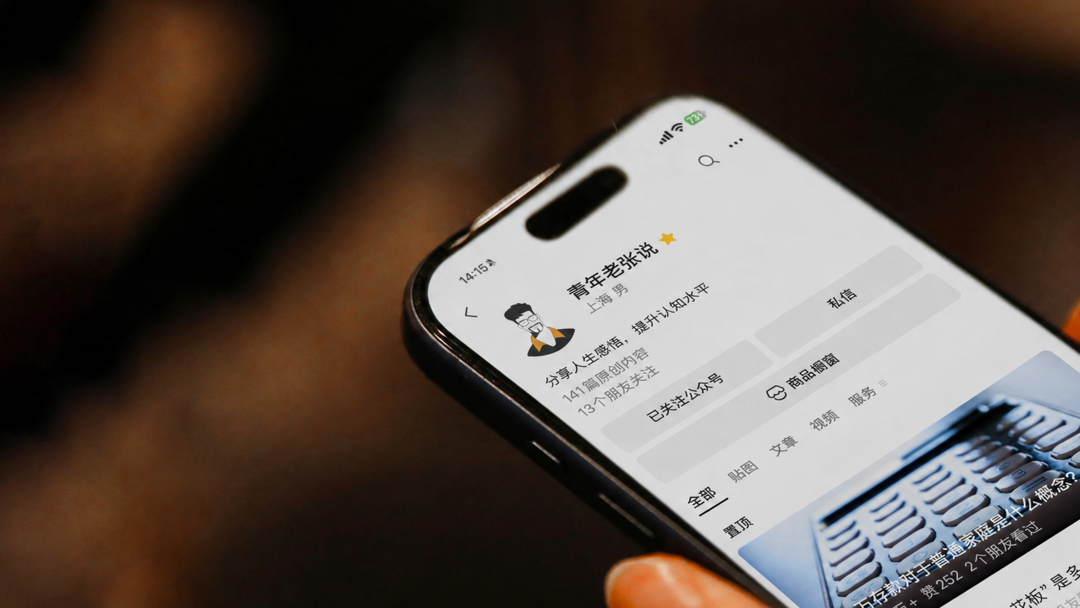 14:15
73
青年老张说
上海 男
分享人生感悟，提升认知水平
141篇原创内容
13个朋友关注
已关注公众号
私信
商品橱窗
全部 贴图 文章 视频 服务
置顶
万存款对于普通家庭是什么概念？
赞 252 2个朋友看过
花板” 是多